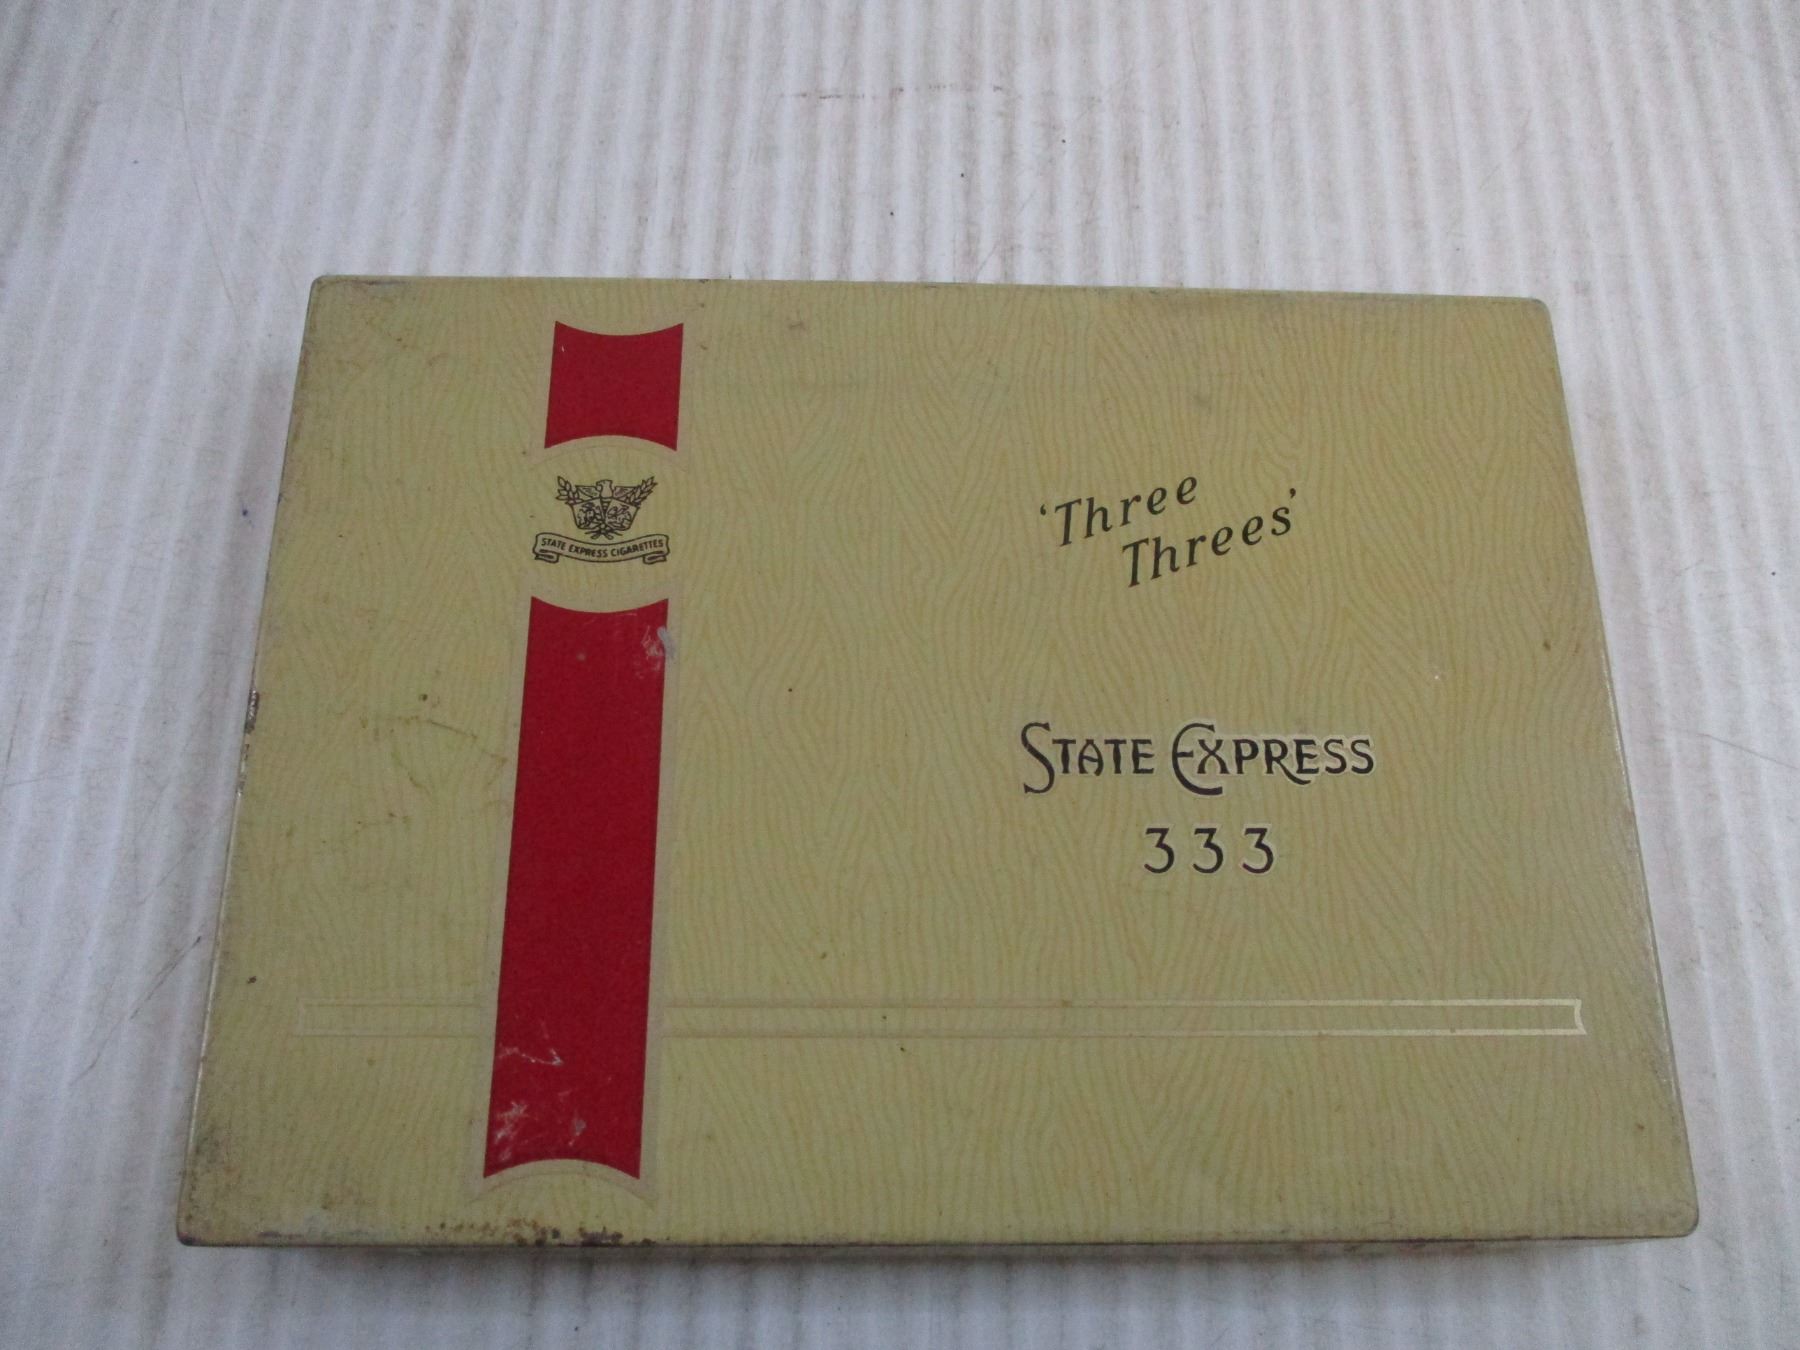 STATE EXPRESS CIGARETTES
'Three
Threes'
STATE EXPRESS
333